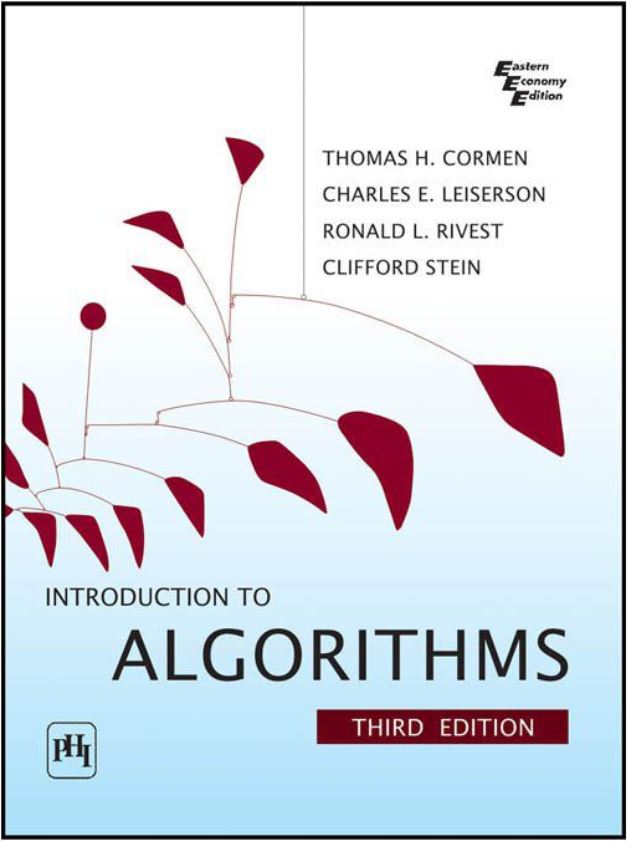 Eastern
Economy
Edition
THOMAS H. CORMEN
CHARLES E. LEISERSON
RONALD L. RIVEST
CLIFFORD STEIN
INTRODUCTION TO
ALGORITHMS
THIRD EDITION
PHI